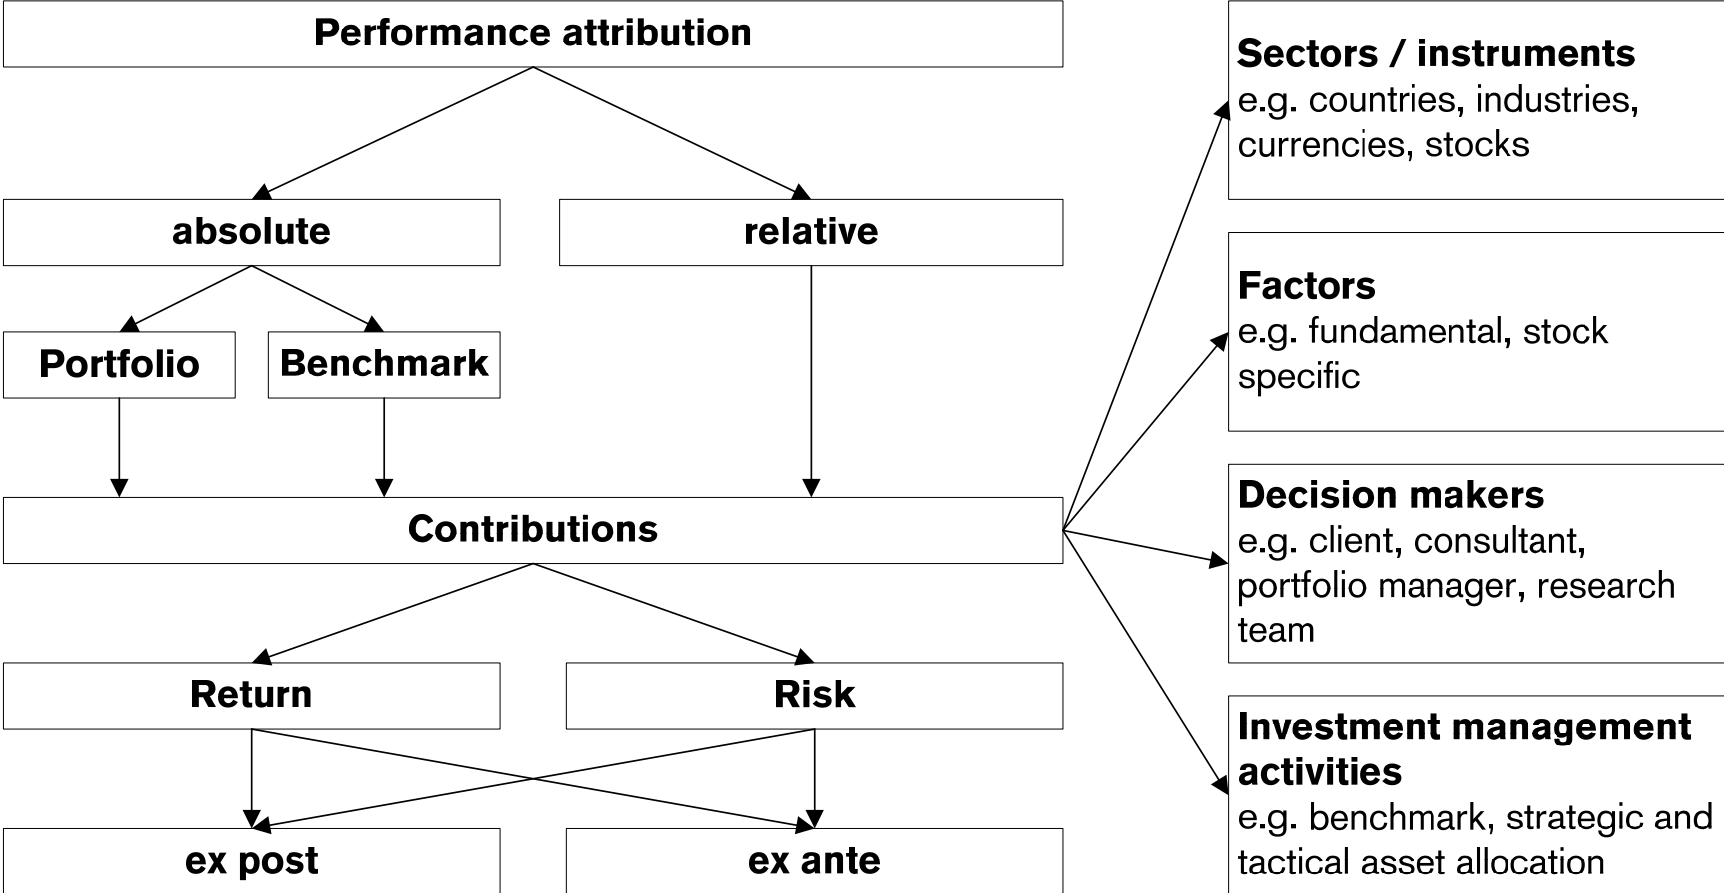 Performance attribution
absolute
relative
Portfolio
Benchmark
Contributions
Return
Risk
ex post
ex ante
Sectors / instruments
e.g. countries, industries,
currencies, stocks
Factors
e.g. fundamental, stock
specific
Decision makers
e.g. client, consultant,
portfolio manager, research
team
Investment management
activities
e.g. benchmark, strategic and
tactical asset allocation